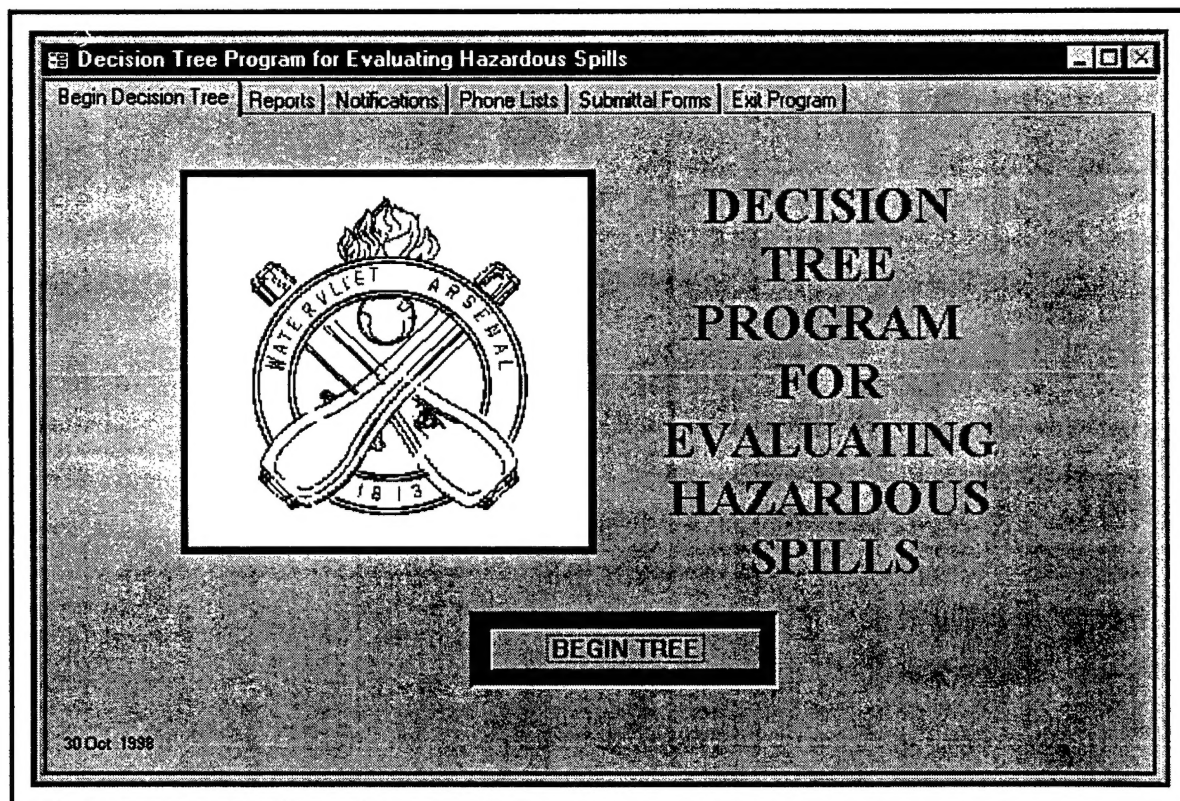 Decision Tree Program for Evaluating Hazardous Spills
Begin Decision Tree Reports Notifications Phone Lists Submittal Forms Exit Program
WATERVLIET ARSENAL
1813
DECISION
TREE
PROGRAM
FOR
EVALUATING
HAZARDOUS
SPILLS
BEGIN TREE
30 Oct 1998